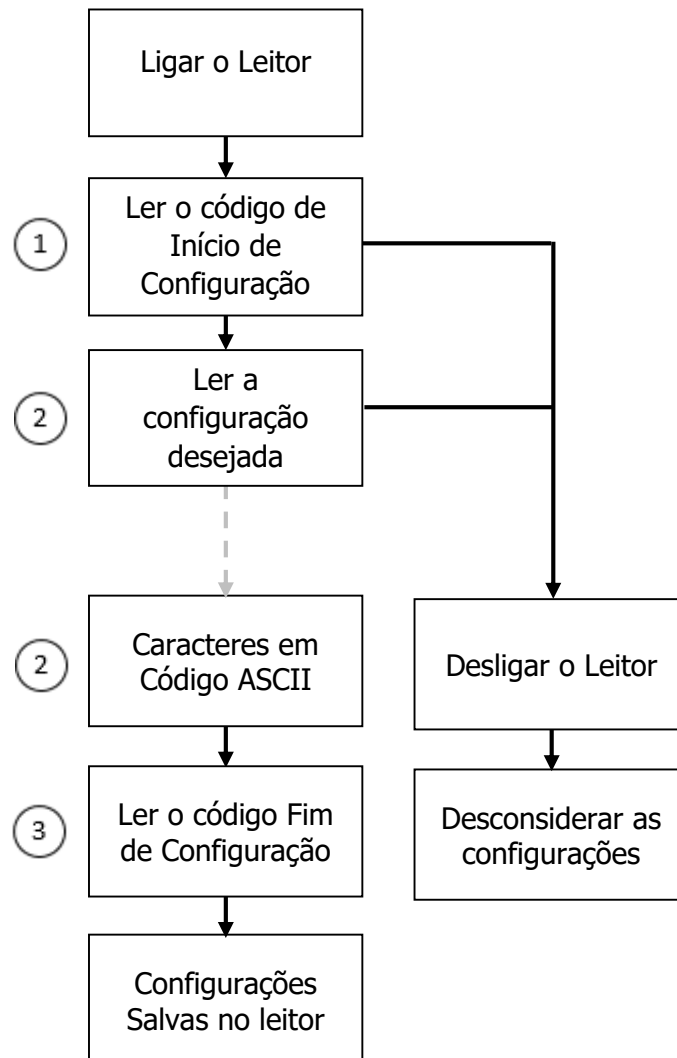 Ligar o Leitor
1
Ler o código de
Início de
Configuração
2
Ler a
configuração
desejada
2
Caracteres em
Código ASCII
Desligar o Leitor
3
Ler o código Fim
de Configuração
Desconsiderar as
configurações
Configurações
Salvas no leitor